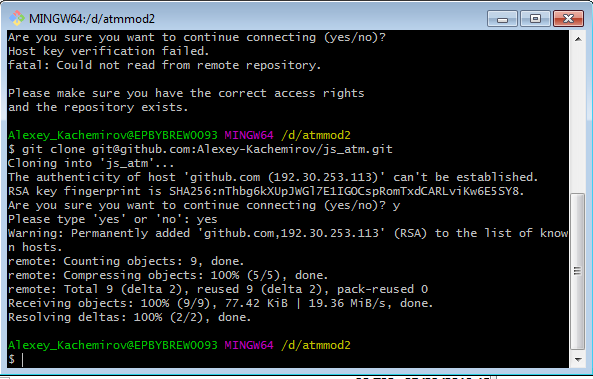 MINGW64:/d/atmmod2
Are you sure you want to continue connecting (yes/no)?
Host key verification failed.
fatal: Could not read from remote repository.
Please make sure you have the correct access rights
and the repository exists.
Alexey_Kachemirov@EPBYBREW0093 MINGW64 /d/atmmod2
$ git clone git@github.com:Alexey-Kachemirov/js_atm.git
Cloning into 'js_atm'...
The authenticity of host 'github.com (192.30.253.113)' can't be established.
RSA key fingerprint is SHA256:nThbg6kXUpJWGl7E1IGOCspRomTxdCARLviKw6E5SY8.
Are you sure you want to continue connecting (yes/no)? y
Please type 'yes' or 'no': yes
Warning: Permanently added 'github.com,192.30.253.113' (RSA) to the list of know
n hosts.
remote: Counting objects: 9, done.
remote: Compressing objects: 100% (5/5), done.
remote: Total 9 (delta 2), reused 9 (delta 2), pack-reused 0
Receiving objects: 100% (9/9), 77.42 KiB | 19.36 MiB/s, done.
Resolving deltas: 100% (2/2), done.
Alexey_Kachemirov@EPBYBREW0093 MINGW64 /d/atmmod2
$